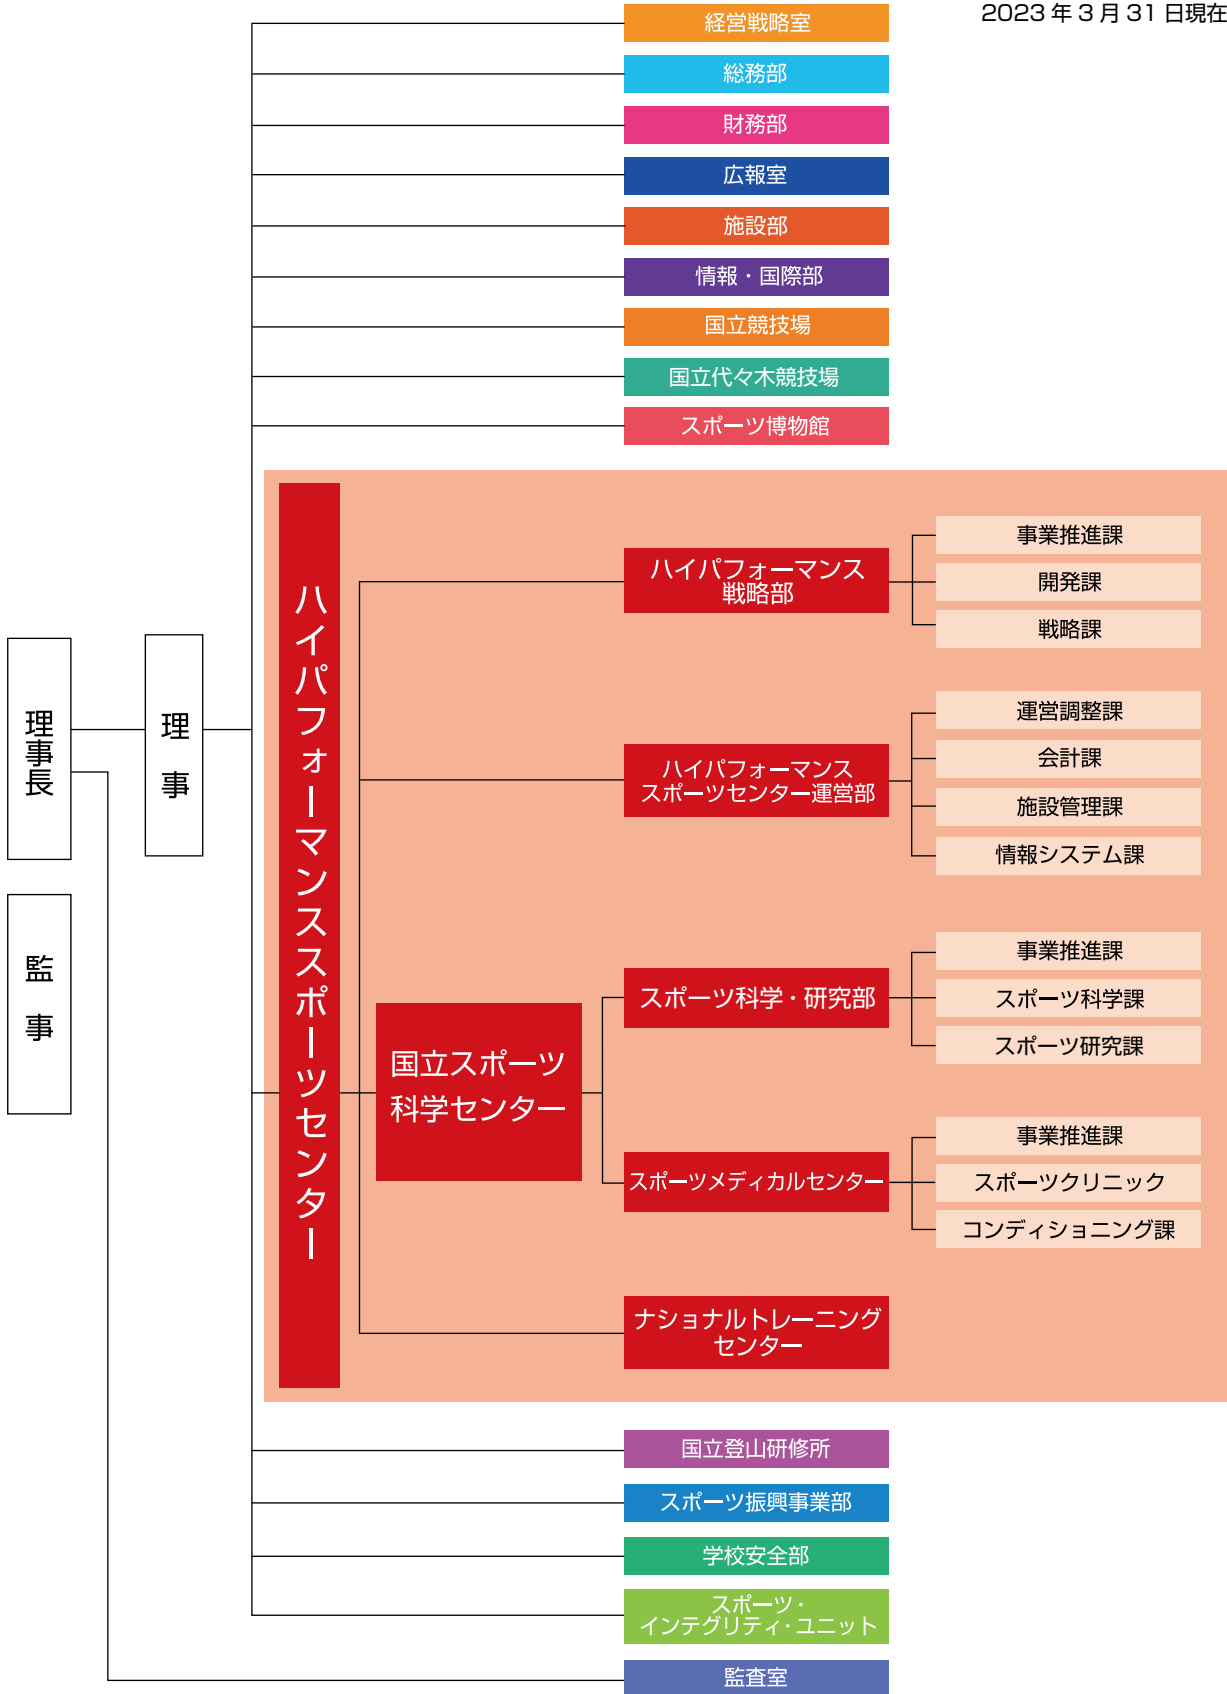 2023年3月31日現在
経営戦略室
総務部
財務部
広報室
施設部
情報・国際部
国立競技場
国立代々木競技場
スポーツ博物館
理事長
理事
監事
ハイパフォーマンススポーツセンター
ハイパフォーマンス
戦略部
事業推進課
開発課
戦略課
ハイパフォーマンス
スポーツセンター運営部
運営調整課
会計課
施設管理課
情報システム課
国立スポーツ
科学センター
スポーツ科学・研究部
事業推進課
スポーツ科学課
スポーツ研究課
スポーツメディカルセンター
事業推進課
スポーツクリニック
コンディショニング課
ナショナルトレーニング
センター
国立登山研修所
スポーツ振興事業部
学校安全部
スポーツ・
インテグリティ・ユニット
監査室